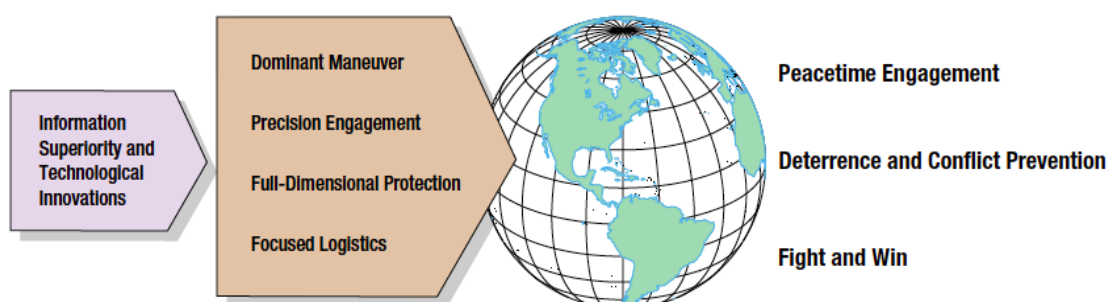 Information
Superiority and
Technological
Innovations
Dominant Maneuver
Precision Engagement
Full-Dimensional Protection
Focused Logistics
Peacetime Engagement
Deterrence and Conflict Prevention
Fight and Win